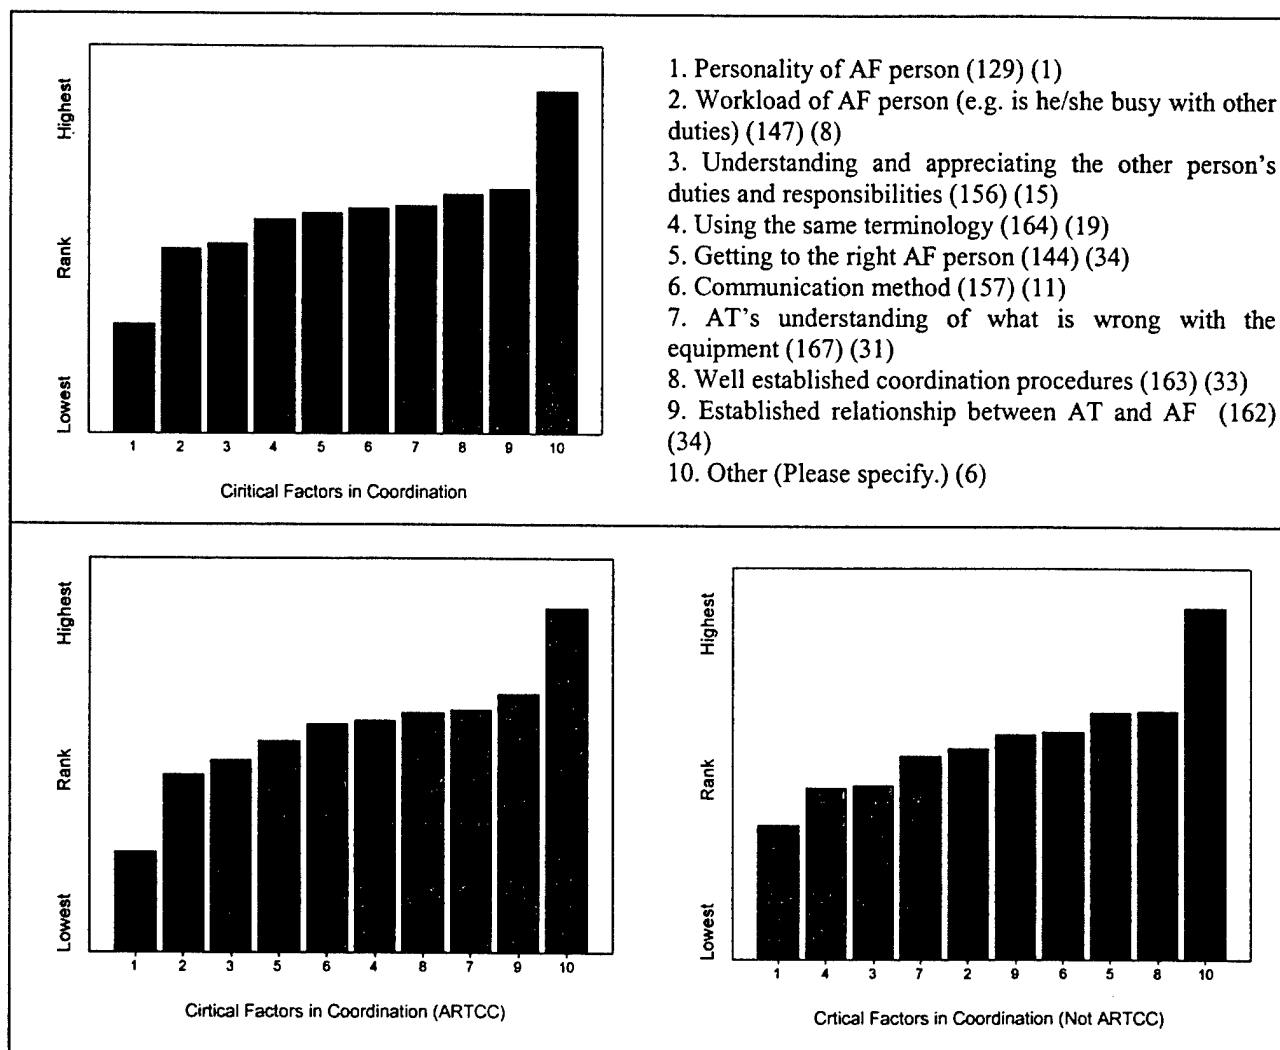 Highest
Rank
Lowest
1 2 3 4 5 6 7 8 9 10
Ciritical Factors in Coordination
1. Personality of AF person (129) (1)
2. Workload of AF person (e.g. is he/she busy with other
duties) (147) (8)
3. Understanding and appreciating the other person's
duties and responsibilities (156) (15)
4. Using the same terminology (164) (19)
5. Getting to the right AF person (144) (34)
6. Communication method (157) (11)
7. AT's understanding of what is wrong with the
equipment (167) (31)
8. Well established coordination procedures (163) (33)
9. Established relationship between AT and AF (162)
(34)
10. Other (Please specify.) (6)
Highest
Rank
Lowest
1 2 3 5 6 4 8 7 9 10
Cirtical Factors in Coordination (ARTCC)
Highest
Rank
Lowest
1 4 3 7 2 9 6 5 8 10
Crtical Factors in Coordination (Not ARTCC)